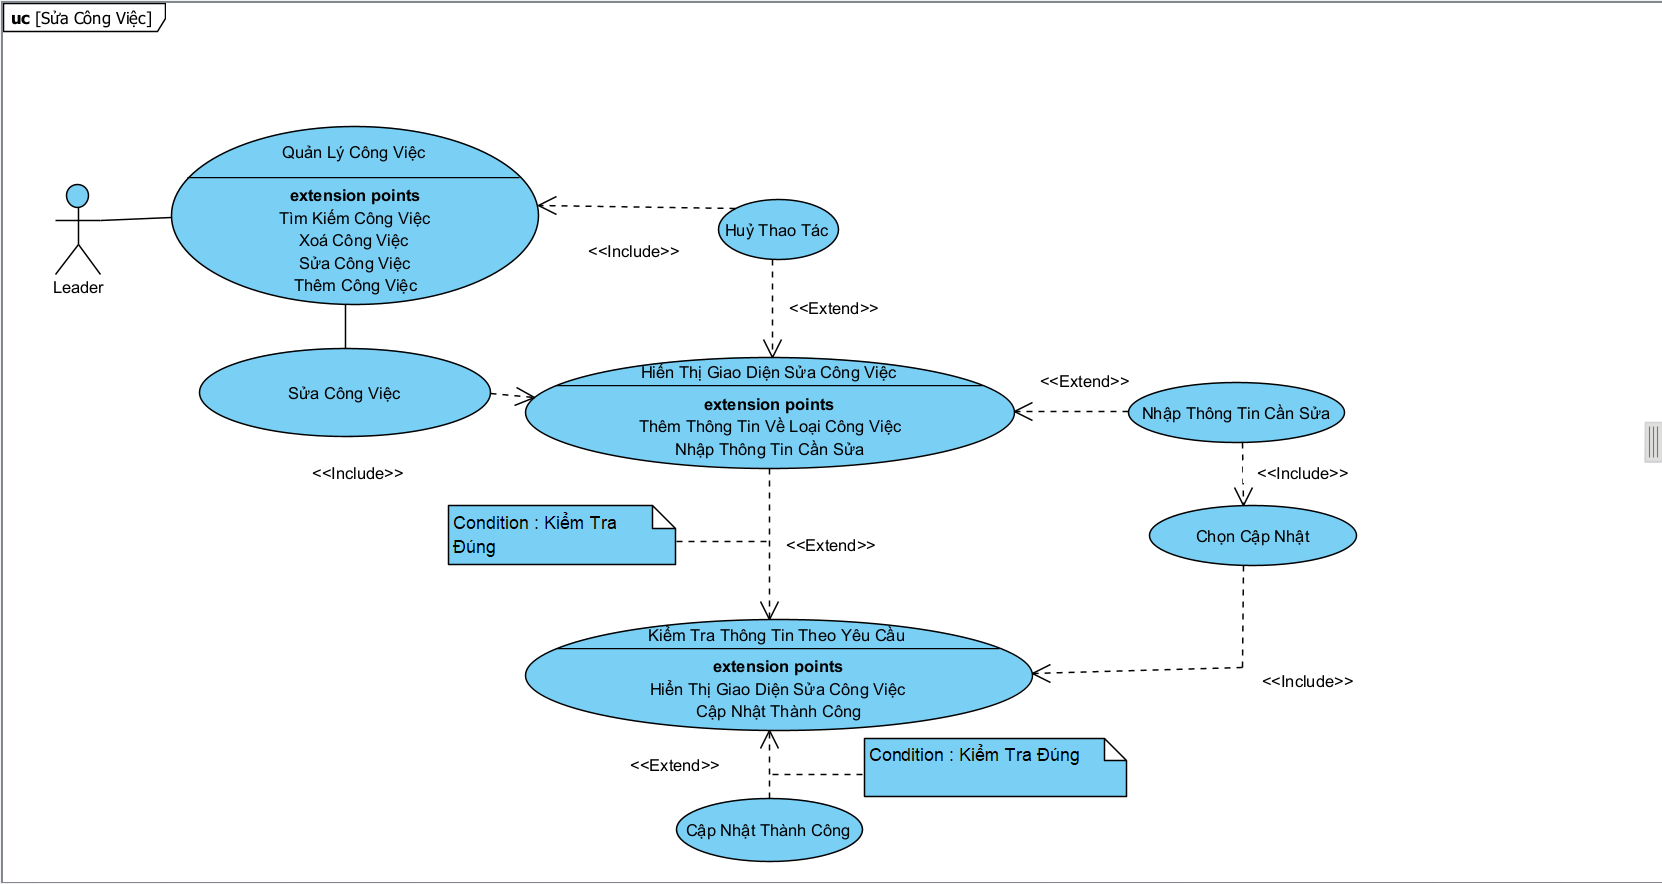 uc [Sửa Công Việc]
Quản Lý Công Việc
extension points
Tìm Kiếm Công Việc
Xoá Công Việc
Sửa Công Việc
Thêm Công Việc
Leader
Huỷ Thao Tác
<<Include>>
<<Extend>>
Sửa Công Việc
<<Include>>
Hiển Thị Giao Diện Sửa Công Việc
extension points
Thêm Thông Tin Về Loại Công Việc
Nhập Thông Tin Cần Sửa
<<Extend>>
Nhập Thông Tin Cần Sửa
<<Include>>
Chọn Cập Nhật
Condition : Kiểm Tra
Đúng
<<Extend>>
Kiểm Tra Thông Tin Theo Yêu Cầu
extension points
Hiển Thị Giao Diện Sửa Công Việc
Cập Nhật Thành Công
<<Include>>
<<Extend>>
Condition : Kiểm Tra Đúng
Cập Nhật Thành Công